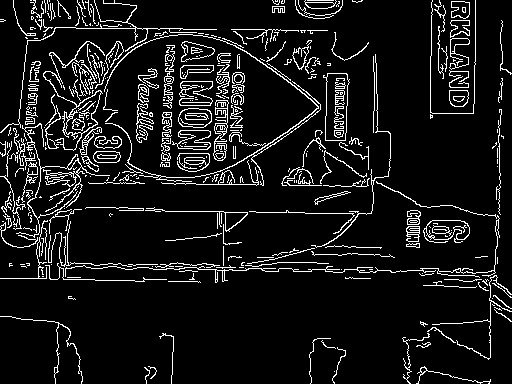 KIRKLAND
— ORGANIC —
UNSWEETENED
ALMOND
NON-DAIRY BEVERAGE
Vanilla
30
KIRKLAND
6
COUNT